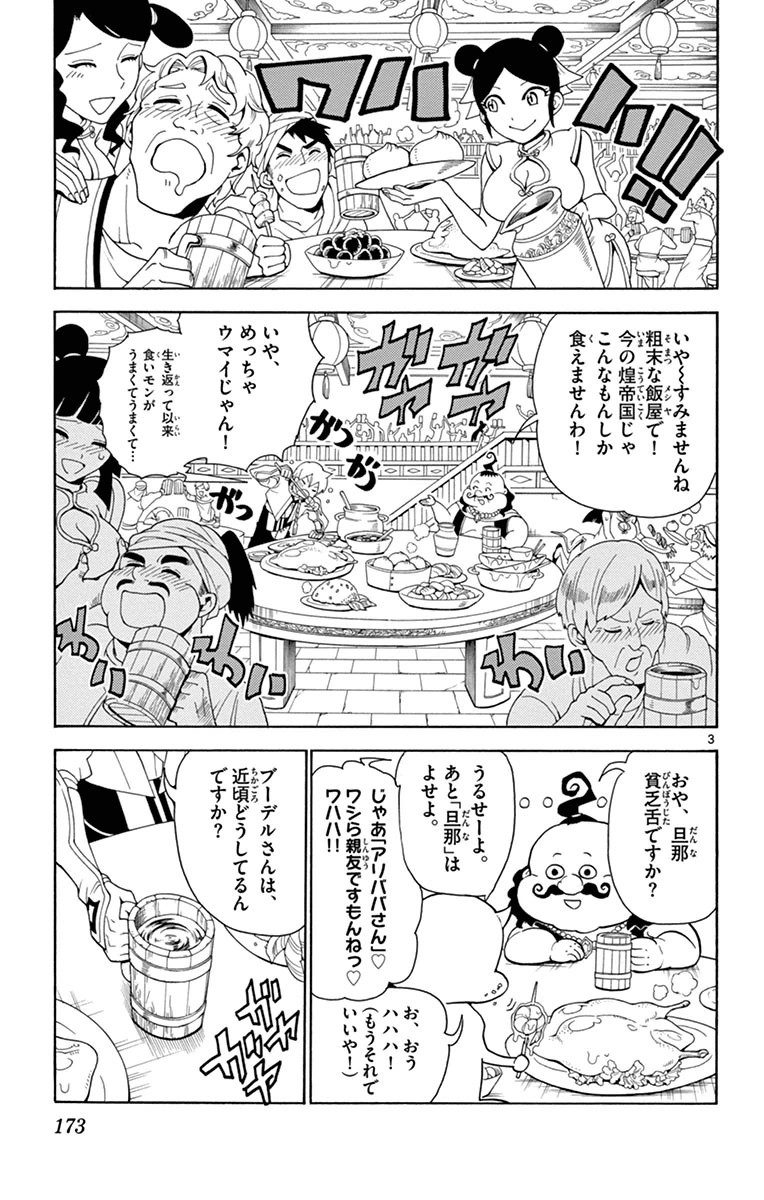 ワハハ
ハ!!!
いや〜すみませんね
粗末な飯屋で!
今の煌帝国じゃ
こんなもんしか
食えませんわ!
ガヤガヤ
ガヤガヤ
いや、
めっちゃ
ウマイじゃん!
生き返って以来
食いモンが
うまくてうまくて…
がつがつ
がつっ
わい
わい
わい
わい
3
おや、旦那
貧乏舌ですか?
うるせーよ。
あと「旦那」は
よせよ。
じゃあ「アリババさん」♡
ワシら親友ですもんねっ♡
ワハハ!!
お、おう
ハハハ!
(もうそれで
いいや!)
ブーデルさんは、
近頃どうしてるん
ですか?
ガヤガヤ
173